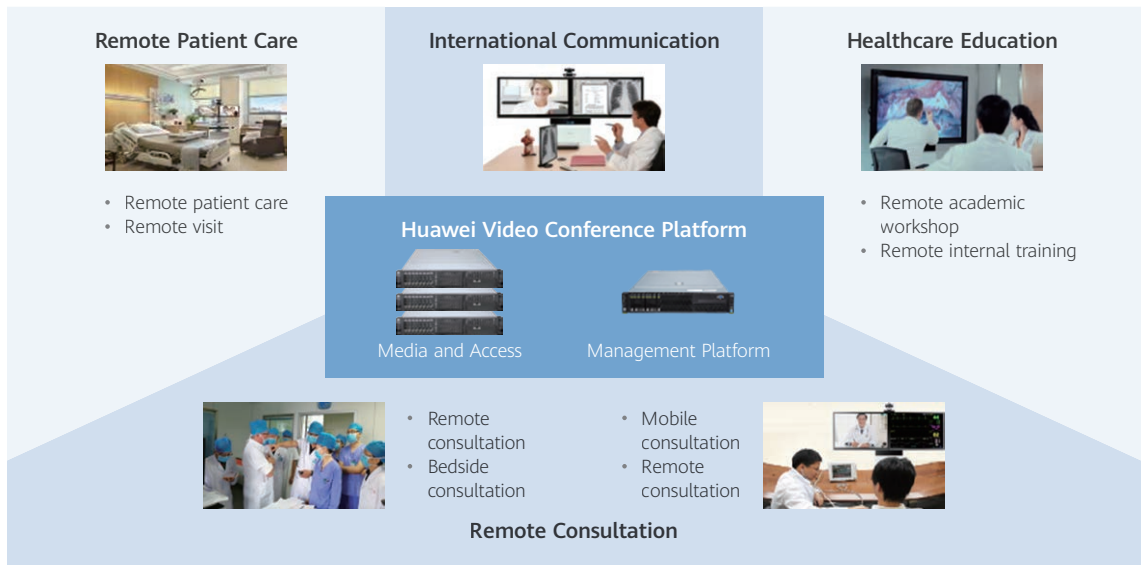 Remote Patient Care
International Communication
Healthcare Education
• Remote patient care
• Remote visit
• Remote academic
workshop
• Remote internal training
Huawei Video Conference Platform
Media and Access
Management Platform
• Remote
consultation
• Bedside
consultation
• Mobile
consultation
• Remote
consultation
Remote Consultation